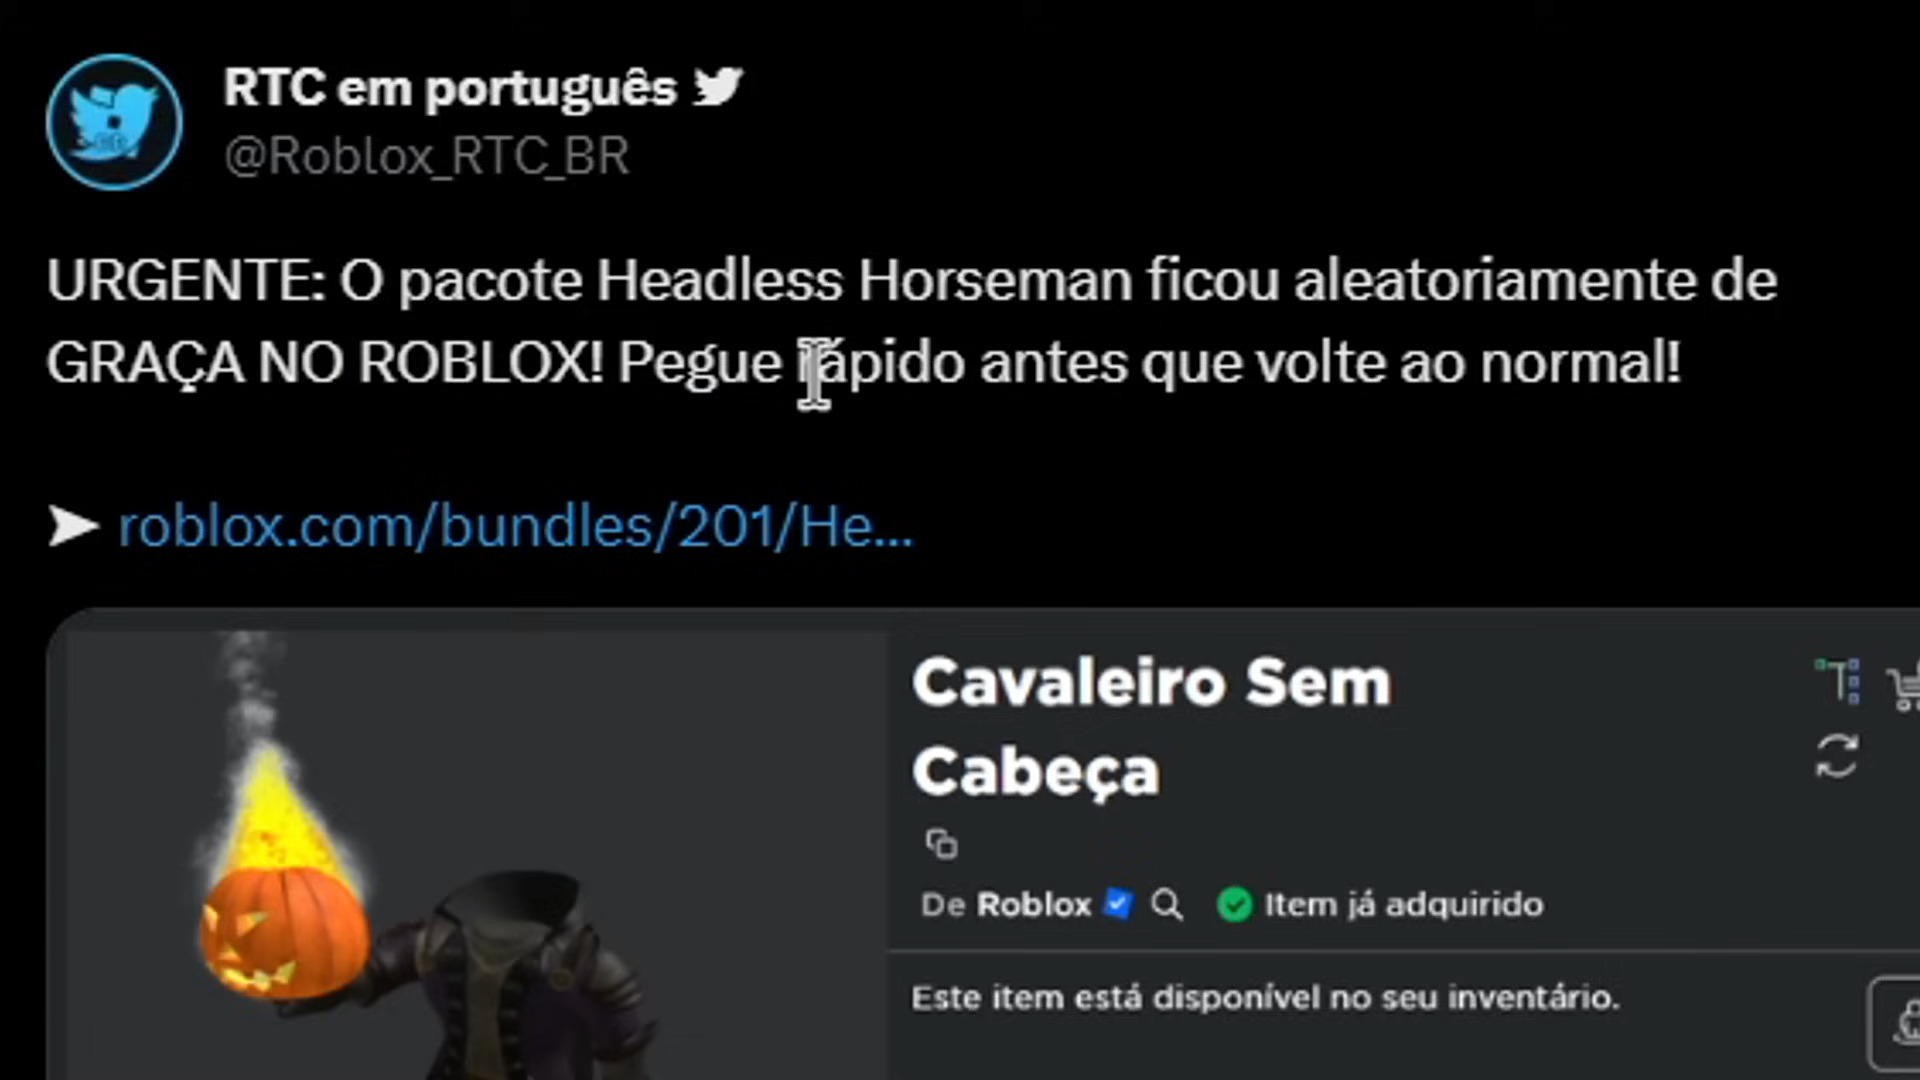 RTC em português
@Roblox_RTC_BR
URGENTE: O pacote Headless Horseman ficou aleatoriamente de
GRAÇA NO ROBLOX! Pegue rápido antes que volte ao normal!
➤ roblox.com/bundles/201/He...
Cavaleiro Sem
Cabeça
De Roblox
Item já adquirido
Este item está disponível no seu inventário.